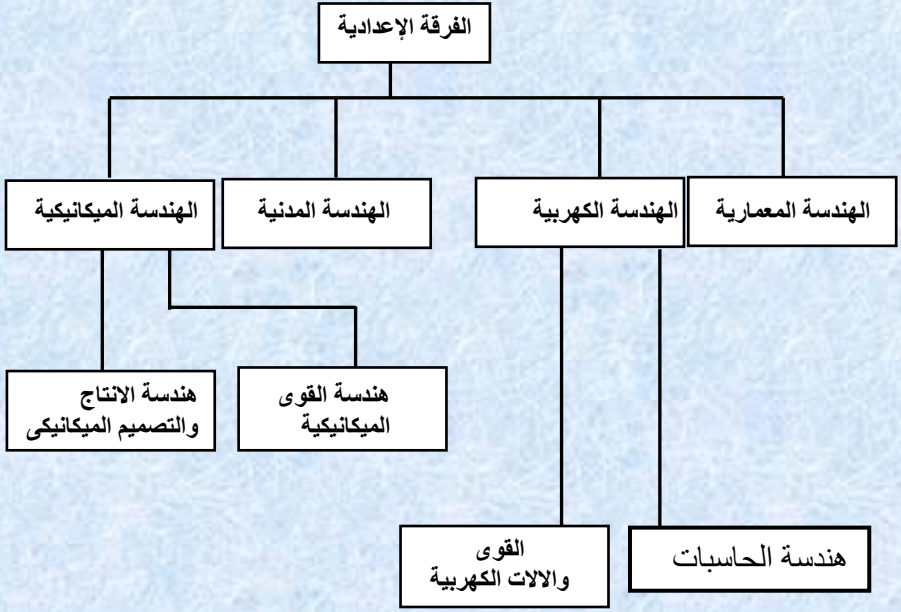 الفرقة الإعدادية
الهندسة المعمارية
الهندسة الكهربية
الهندسة المدنية
الهندسة الميكانيكية
هندسة القوى
الميكانيكية
هندسة الانتاج
والتصميم الميكانيكى
هندسة الحاسبات
القوى
والالات الكهربية